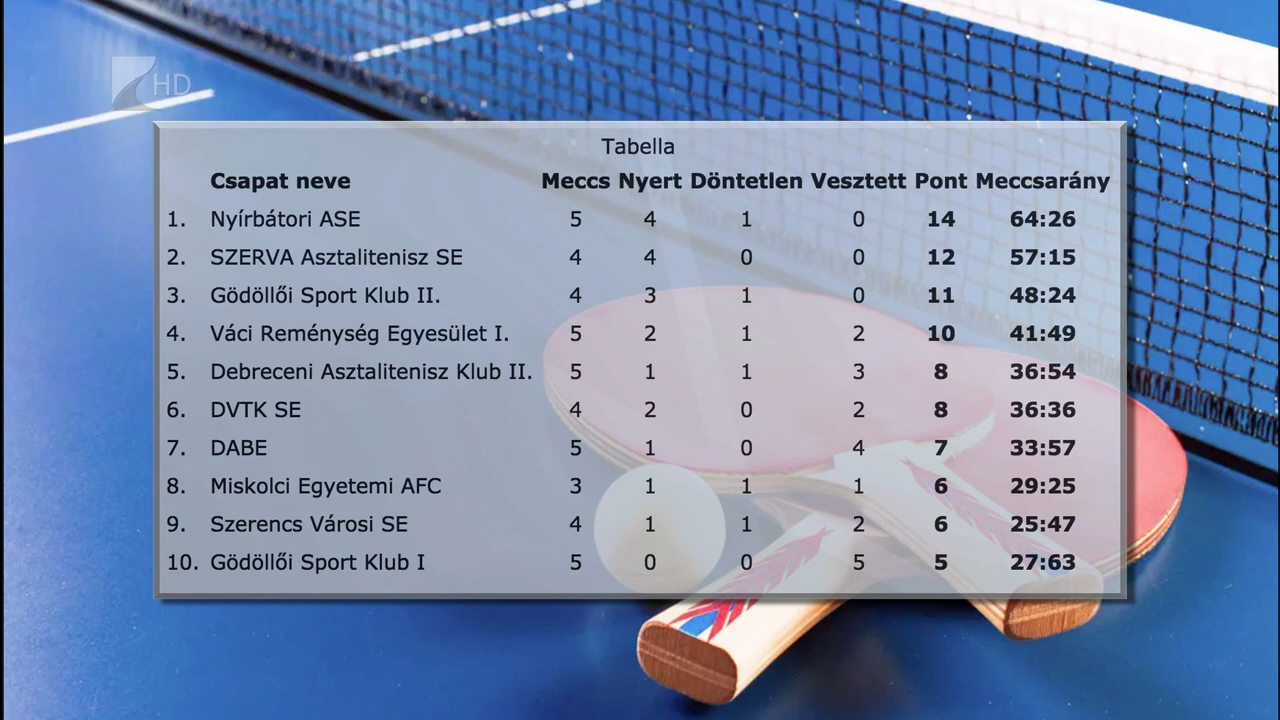 HD
Tabella
Csapat neve Meccs Nyert Döntetlen Vesztett Pont Meccsarány
1. Nyírbátori ASE 5 4 1 0 14 64:26
2. SZERVA Asztalitenisz SE 4 4 0 0 12 57:15
3. Gödöllői Sport Klub II. 4 3 1 0 11 48:24
4. Váci Reménység Egyesület I. 5 2 1 2 10 41:49
5. Debreceni Asztalitenisz Klub II. 5 1 1 3 8 36:54
6. DVTK SE 4 2 0 2 8 36:36
7. DABE 5 1 0 4 7 33:57
8. Miskolci Egyetemi AFC 3 1 1 1 6 29:25
9. Szerencs Városi SE 4 1 1 2 6 25:47
10. Gödöllői Sport Klub I 5 0 0 5 5 27:63